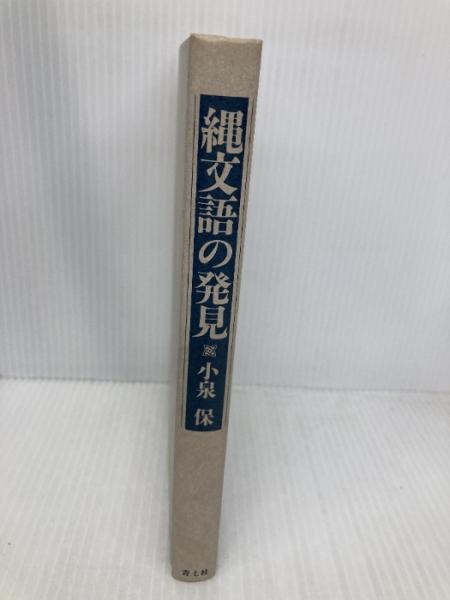 縄文語の発見
小泉 保
青土社